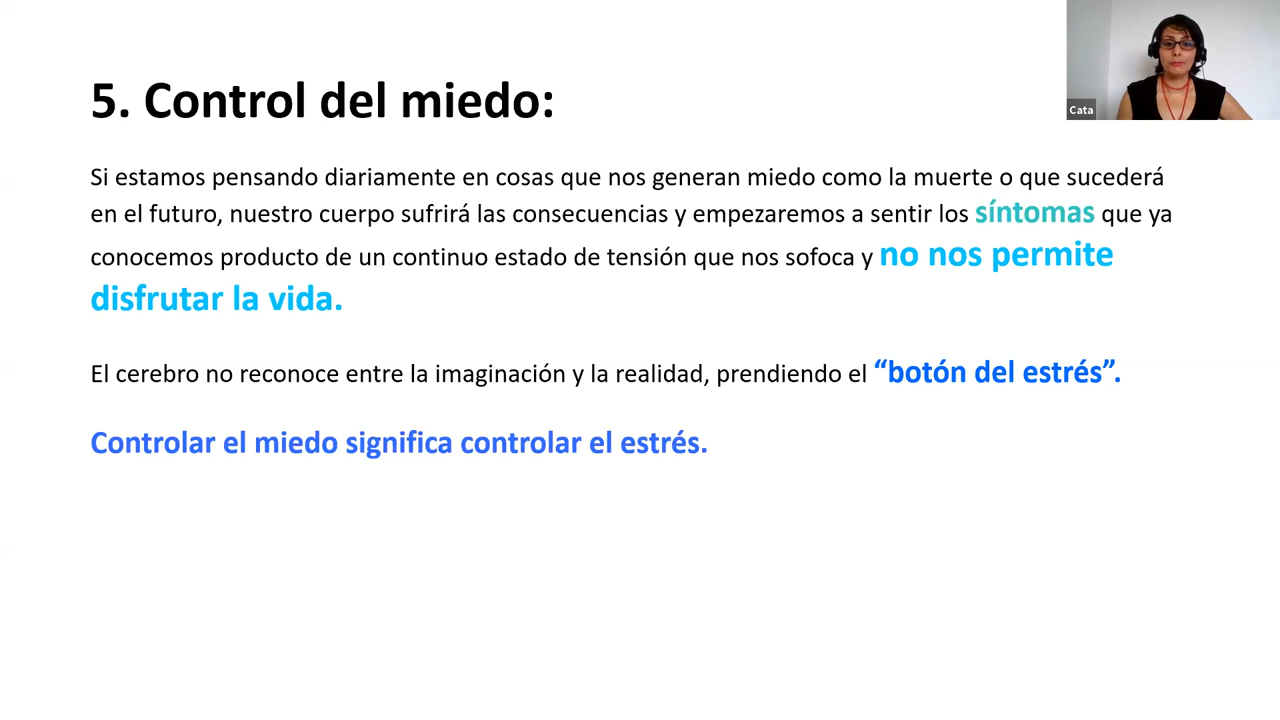 5. Control del miedo:
Cata
Si estamos pensando diariamente en cosas que nos generan miedo como la muerte o que sucederá
en el futuro, nuestro cuerpo sufrirá las consecuencias y empezaremos a sentir los síntomas que ya
conocemos producto de un continuo estado de tensión que nos sofoca y no nos permite
disfrutar la vida.
El cerebro no reconoce entre la imaginación y la realidad, prendiendo el “botón del estrés”.
Controlar el miedo significa controlar el estrés.